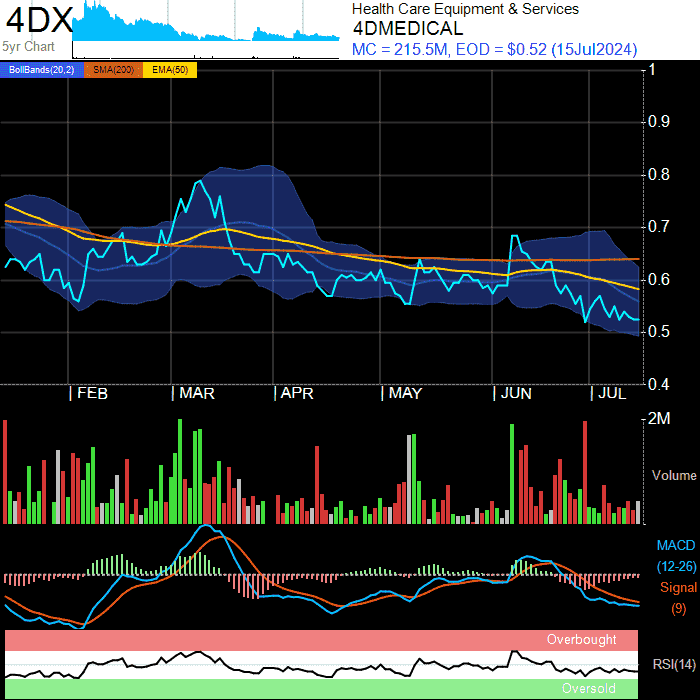 4DX
5yr Chart
Health Care Equipment & Services
4DMEDICAL
MC = 215.5M, EOD = $0.52 (15Jul2024)
BollBands(20,2) SMA(200) EMA(50)
1
0.9
0.8
0.7
0.6
0.5
0.4
FEB MAR APR MAY JUN JUL
2M
Volume
MACD
(12-26)
Signal
(9)
Overbought
RSI(14)
Oversold